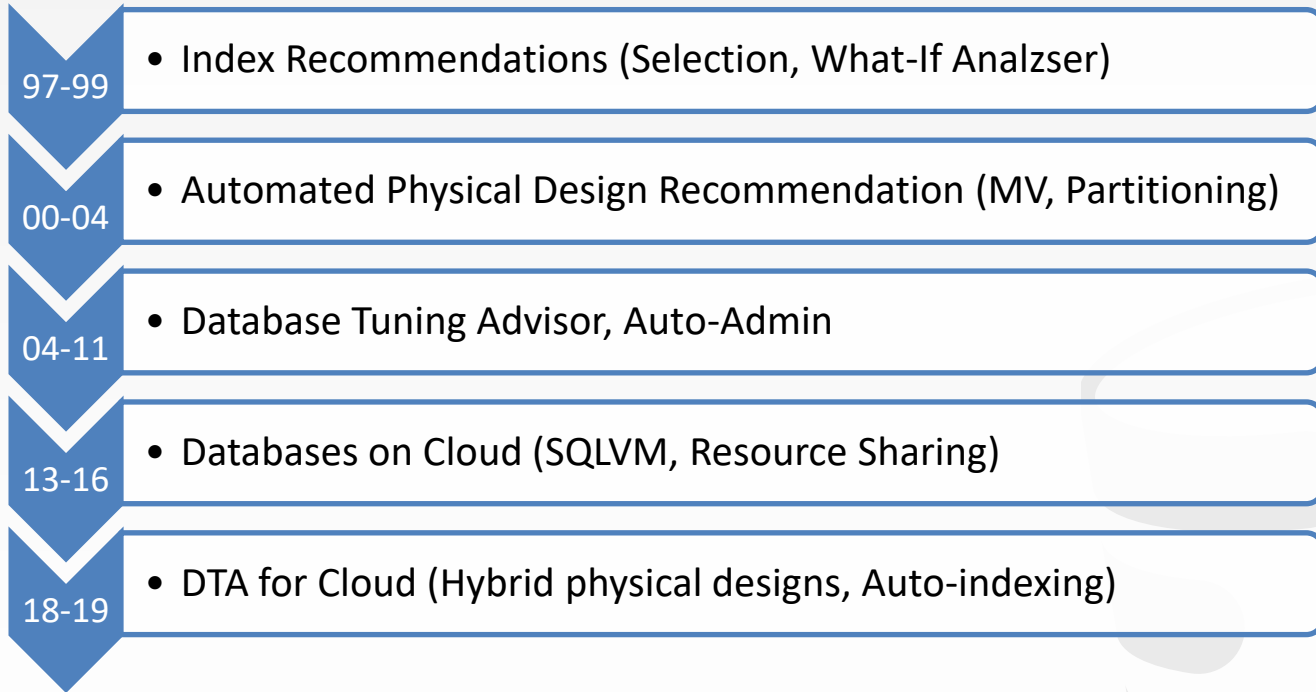 97-99
• Index Recommendations (Selection, What-If Analzser)
00-04
• Automated Physical Design Recommendation (MV, Partitioning)
04-11
• Database Tuning Advisor, Auto-Admin
13-16
• Databases on Cloud (SQLVM, Resource Sharing)
18-19
• DTA for Cloud (Hybrid physical designs, Auto-indexing)